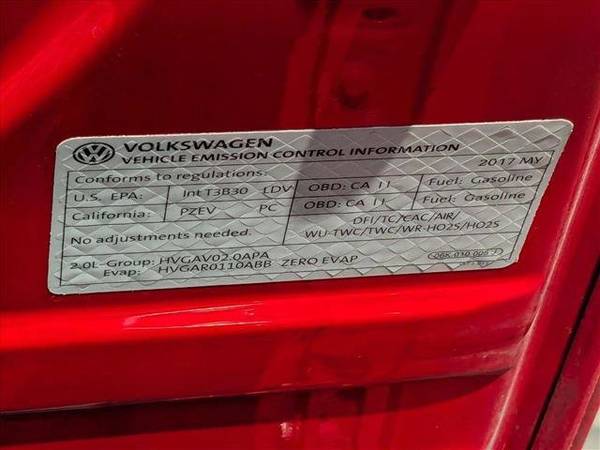 VOLKSWAGEN
VEHICLE EMISSION CONTROL INFORMATION
Conforms to regulations: 2017 MY
U.S. EPA: Int T3B30 LDV OBD: CA II Fuel: Gasoline
California: PZEV PC OBD: CA II Fuel: Gasoline
No adjustments needed.
DFI/TC/CAC/AIR/
WU-TWC/TWC/WR-HO2S/HO2S
2.0L-Group: HVGAV02.0APA
Evap: HVGAR0110ABB ZERO EVAP